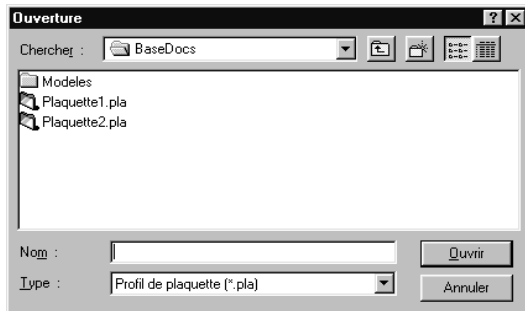 Ouverture
Chercher : BaseDocs
Modeles
Plaquette1.pla
Plaquette2.pla
Nom : Ouvrir
Type : Profil de plaquette (*.pla) Annuler